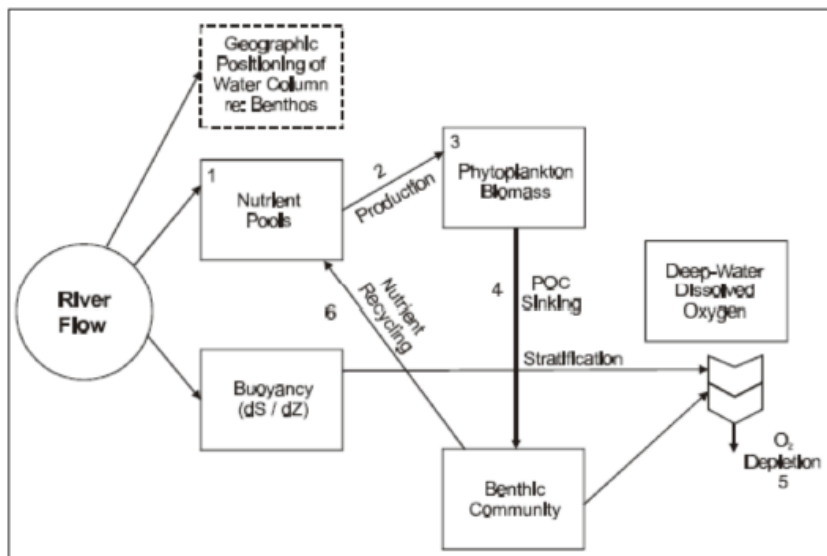 Geographic
Positioning of
Water Column
re: Benthos
1
Nutrient
Pools
2
Production
3
Phytoplankton
Biomass
River
Flow
4
POC
Sinking
Deep-Water
Dissolved
Oxygen
6
Nutrient
Recycling
Stratification
Buoyancy
(dS / dZ)
Benthic
Community
O₂
Depletion
5